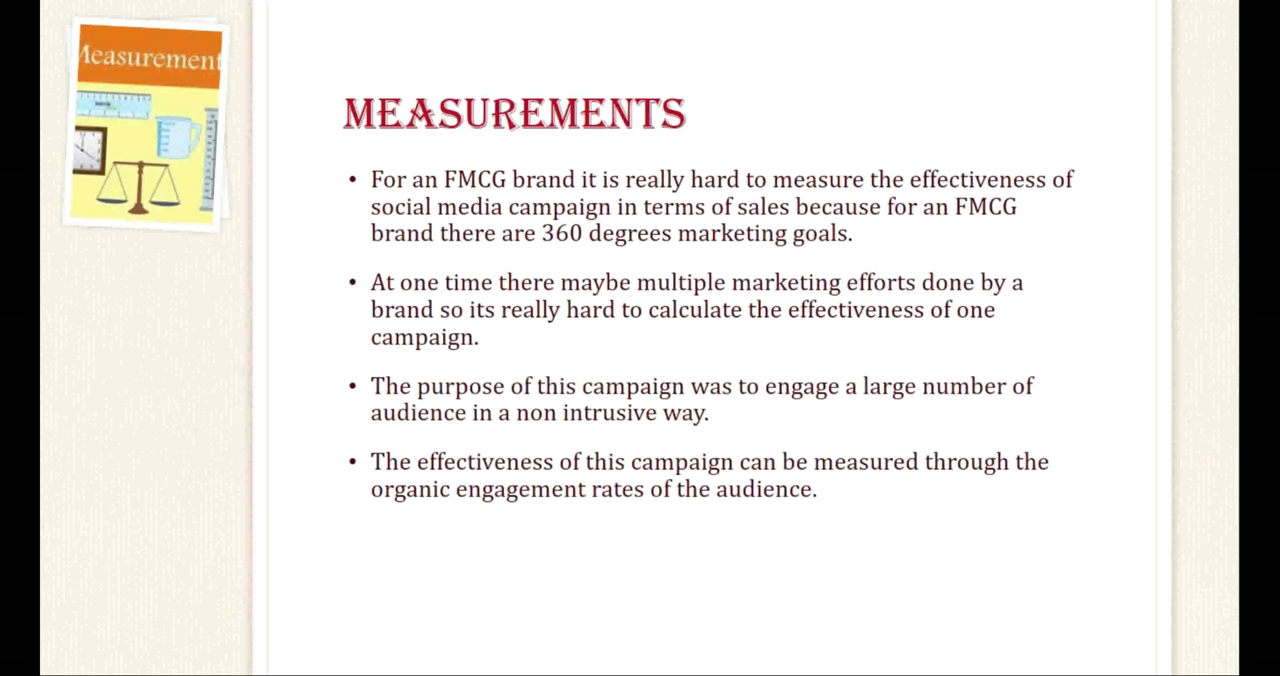 Measurement
MEASUREMENTS
• For an FMCG brand it is really hard to measure the effectiveness of
social media campaign in terms of sales because for an FMCG
brand there are 360 degrees marketing goals.
• At one time there maybe multiple marketing efforts done by a
brand so its really hard to calculate the effectiveness of one
campaign.
• The purpose of this campaign was to engage a large number of
audience in a non intrusive way.
• The effectiveness of this campaign can be measured through the
organic engagement rates of the audience.